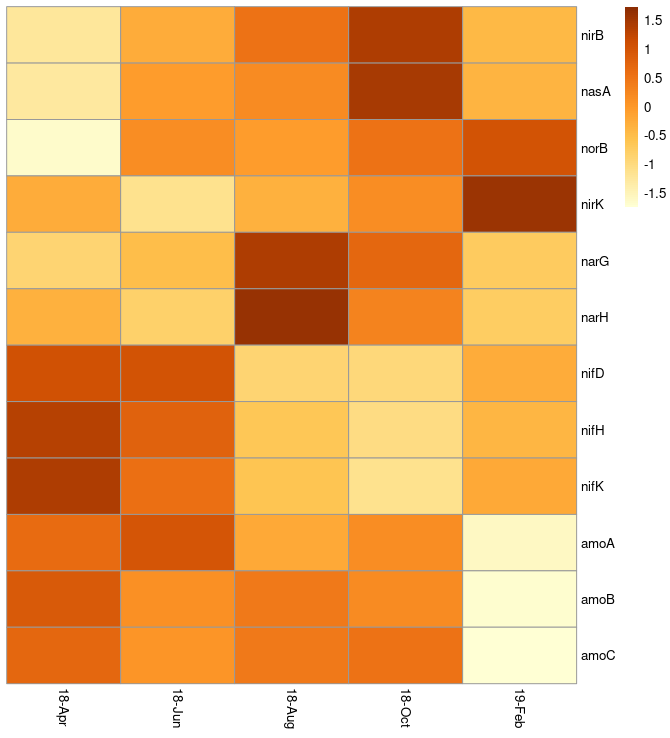 nirB
nasA
norB
nirK
narG
narH
nifD
nifH
nifK
amoA
amoB
amoC
18-Apr
18-Jun
18-Aug
18-Oct
19-Feb
1.5
1
0.5
0
-0.5
-1
-1.5